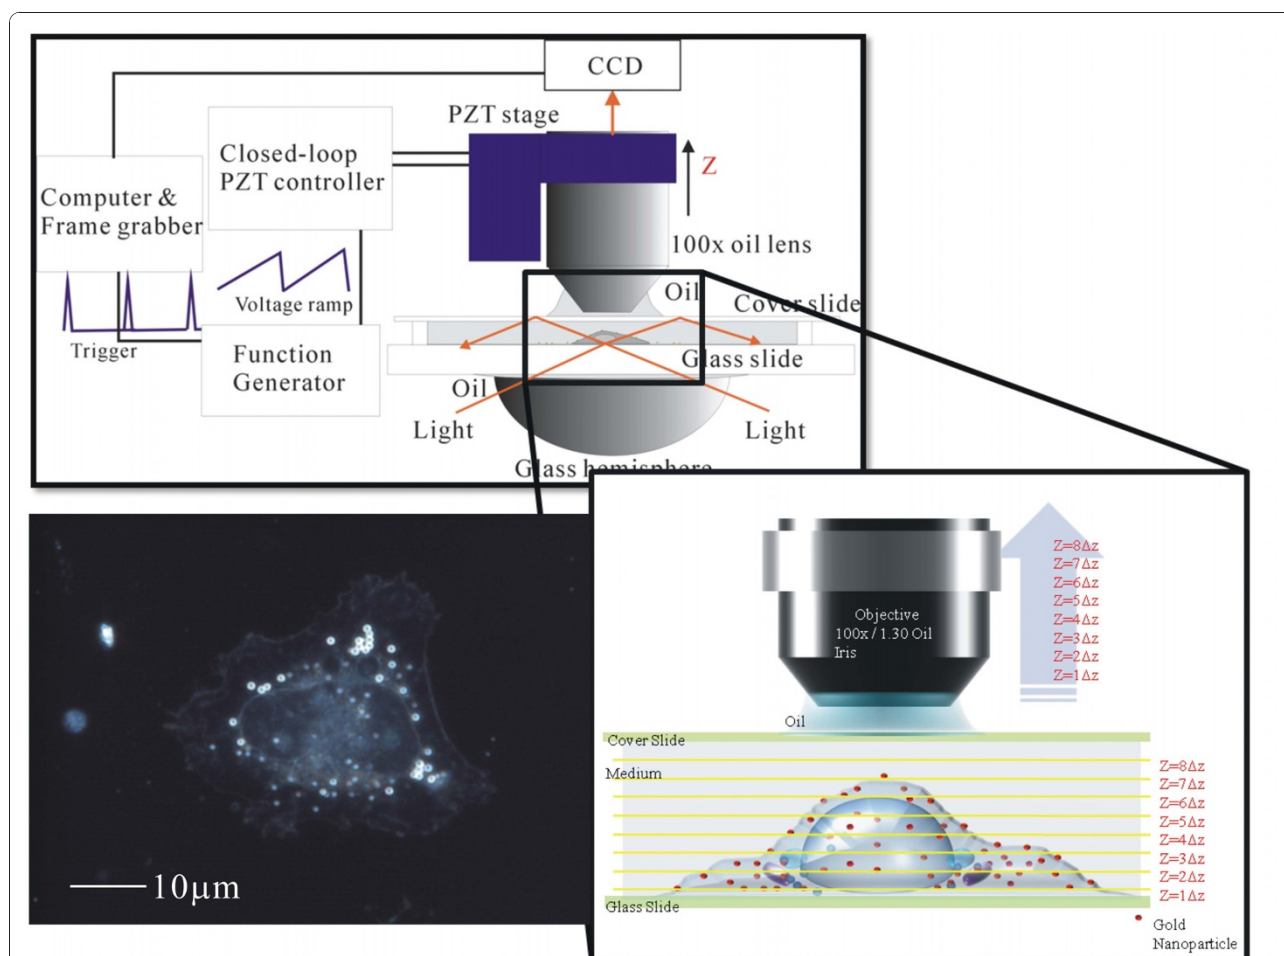 CCD
PZT stage
Closed-loop
PZT controller
Z
Computer &
Frame grabber
100x oil lens
Voltage ramp
Oil
Cover slide
Trigger
Function
Generator
Glass slide
Oil
Light
Light
Glass hemisphere
10μm
Objective
100x / 1.30 Oil
Iris
Z=8Δz
Z=7Δz
Z=6Δz
Z=5Δz
Z=4Δz
Z=3Δz
Z=2Δz
Z=1Δz
Oil
Cover Slide
Medium
Z=8Δz
Z=7Δz
Z=6Δz
Z=5Δz
Z=4Δz
Z=3Δz
Z=2Δz
Z=1Δz
Glass Slide
Gold
Nanoparticle